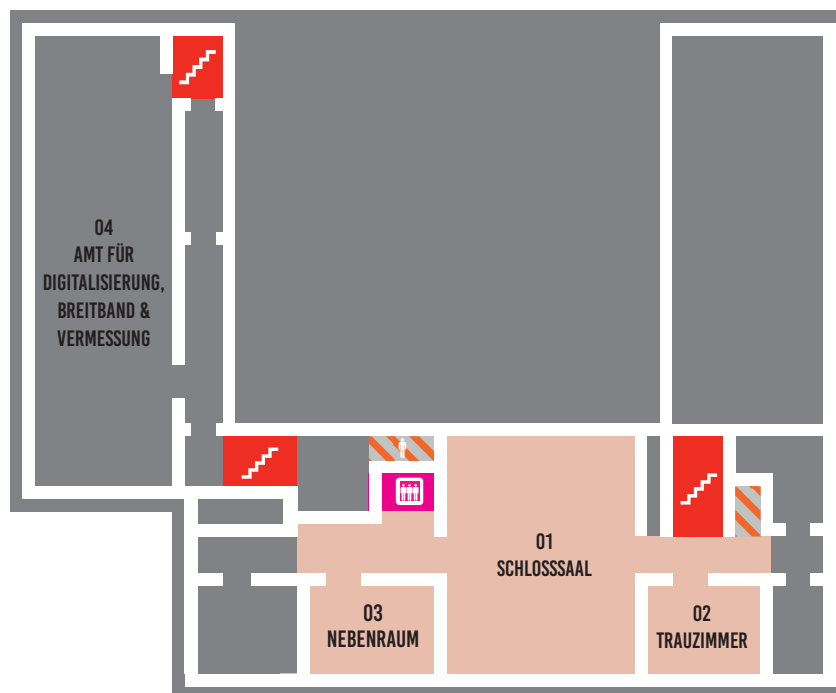 04
AMT FÜR
DIGITALISIERUNG,
BREITBAND &
VERMESSUNG
01
SCHLOSSSAAL
03
NEBENRAUM
02
TRAUZIMMER